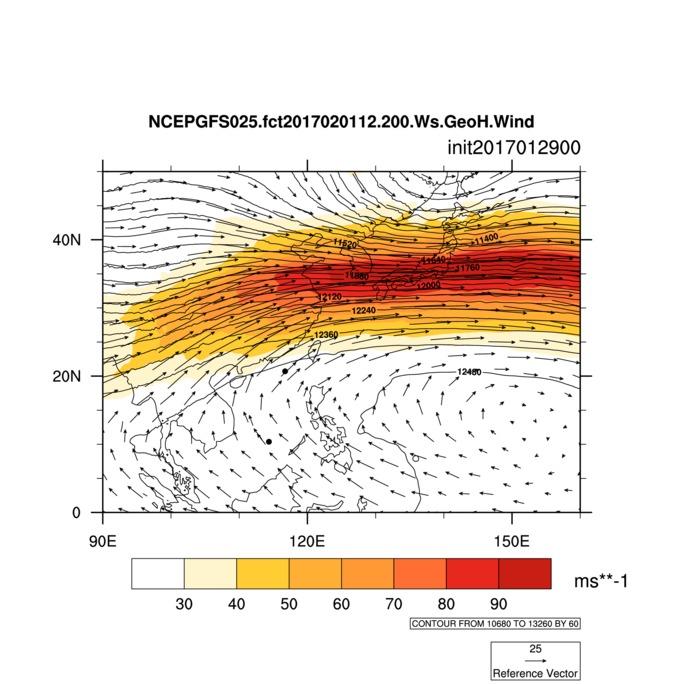 NCEPGFS025.fct2017020112.200.Ws.GeoH.Wind
init2017012900
40N
20N
0
11520
11400
11640
11880
11760
12000
12120
12240
12360
12480
90E 120E 150E
30 40 50 60 70 80 90
ms**-1
CONTOUR FROM 10680 TO 13260 BY 60
25
Reference Vector